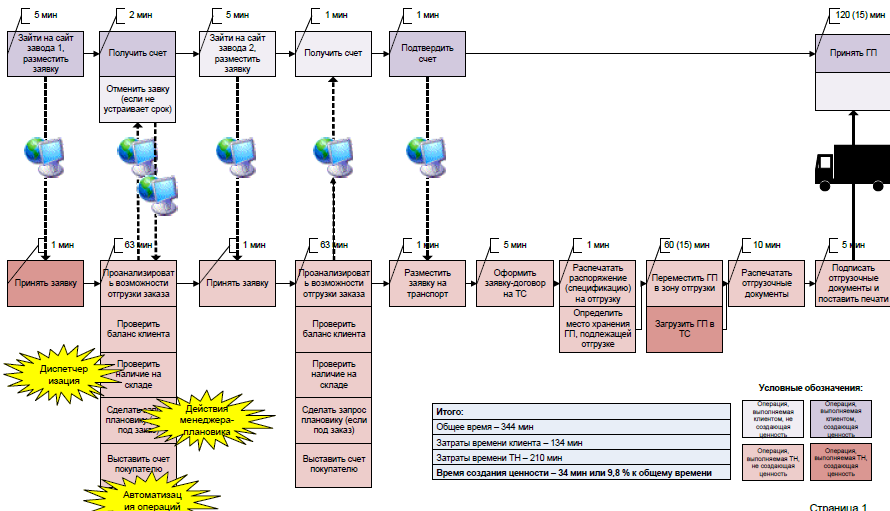 5 мин
2 мин
5 мин
1 мин
1 мин
120 (15) мин
Зайти на сайт
завода 1,
разместить
заявку
Получить счет
Зайти на сайт
завода 2,
разместить
заявку
Получить счет
Подтвердить
счет
Принять ГП
Отменить завку
(если не
устраивает срок)
1 мин
63 мин
1 мин
63 мин
1 мин
5 мин
1 мин
60 (15) мин
10 мин
5 мин
Принять заявку
Проанализироват
ь возможности
отгрузки заказа
Принять заявку
Проанализироват
ь возможности
отгрузки заказа
Разместить
заявку на
транспорт
Оформить
заявку-договор
на ТС
Распечатать
распоряжение
(спецификацию)
на отгрузку
Переместить ГП
в зону отгрузки
Распечатать
отгрузочные
документы
Подписать
отгрузочные
документы и
поставить печати
Проверить
баланс клиента
Проверить
баланс клиента
Определить
место хранения
ГП, подлежащей
отгрузке
Загрузить ГП в
ТС
Диспетчер
изация
Проверить
наличие на
складе
Проверить
наличие на
складе
Сделать запрос
плановику (если
под заказ)
Действия
менеджера-
плановика
Сделать запрос
плановику (если
под заказ)
Выставить счет
покупателю
Выставить счет
покупателю
Автоматизац
ия операций
Итого:
Общее время – 344 мин
Затраты времени клиента – 134 мин
Затраты времени ТН – 210 мин
Время создания ценности – 34 мин или 9,8 % к общему времени
Условные обозначения:
Операция,
выполняемая
клиентом, не
создающая
ценность
Операция,
выполняемая
клиентом,
создающая
ценность
Операция,
выполняемая ТН,
не создающая
ценность
Операция,
выполняемая ТН,
создающая
ценность
Страница 1